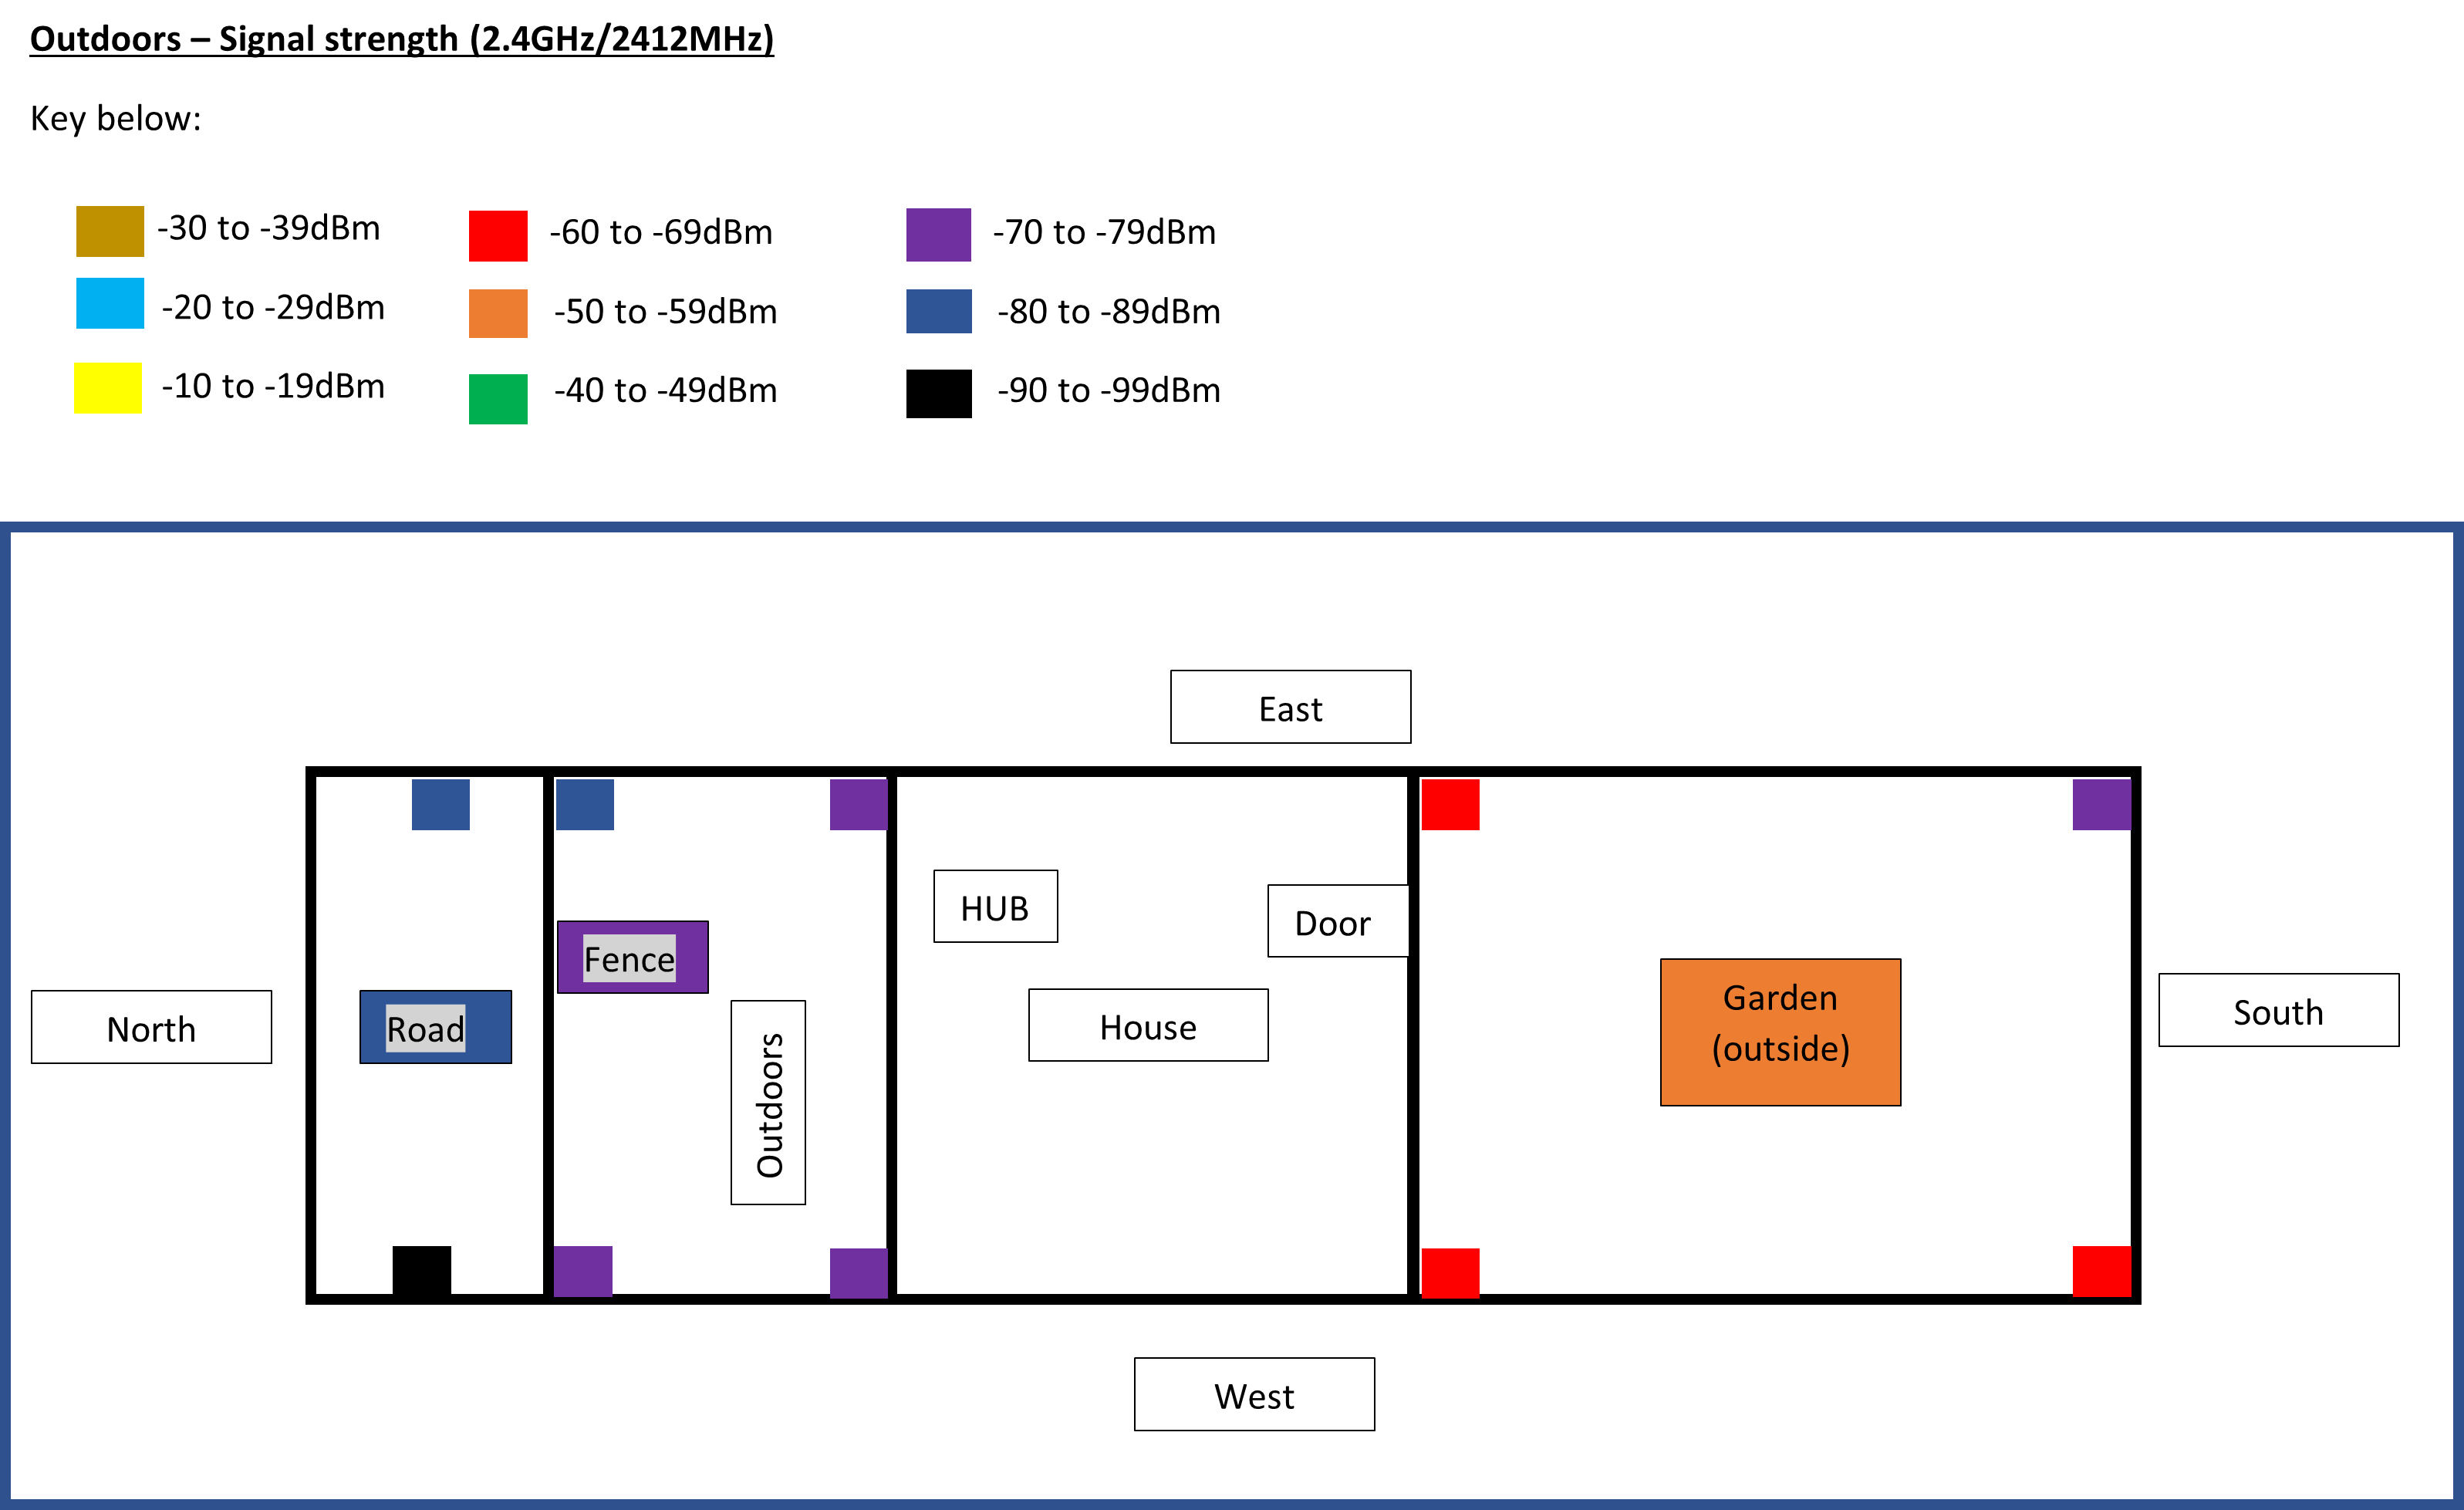 Outdoors – Signal strength (2.4GHz/2412MHz)
Key below:
-30 to -39dBm
-60 to -69dBm
-70 to -79dBm
-20 to -29dBm
-50 to -59dBm
-80 to -89dBm
-10 to -19dBm
-40 to -49dBm
-90 to -99dBm
East
HUB
Door
Fence
North
Road
Outdoors
House
Garden
(outside)
South
West